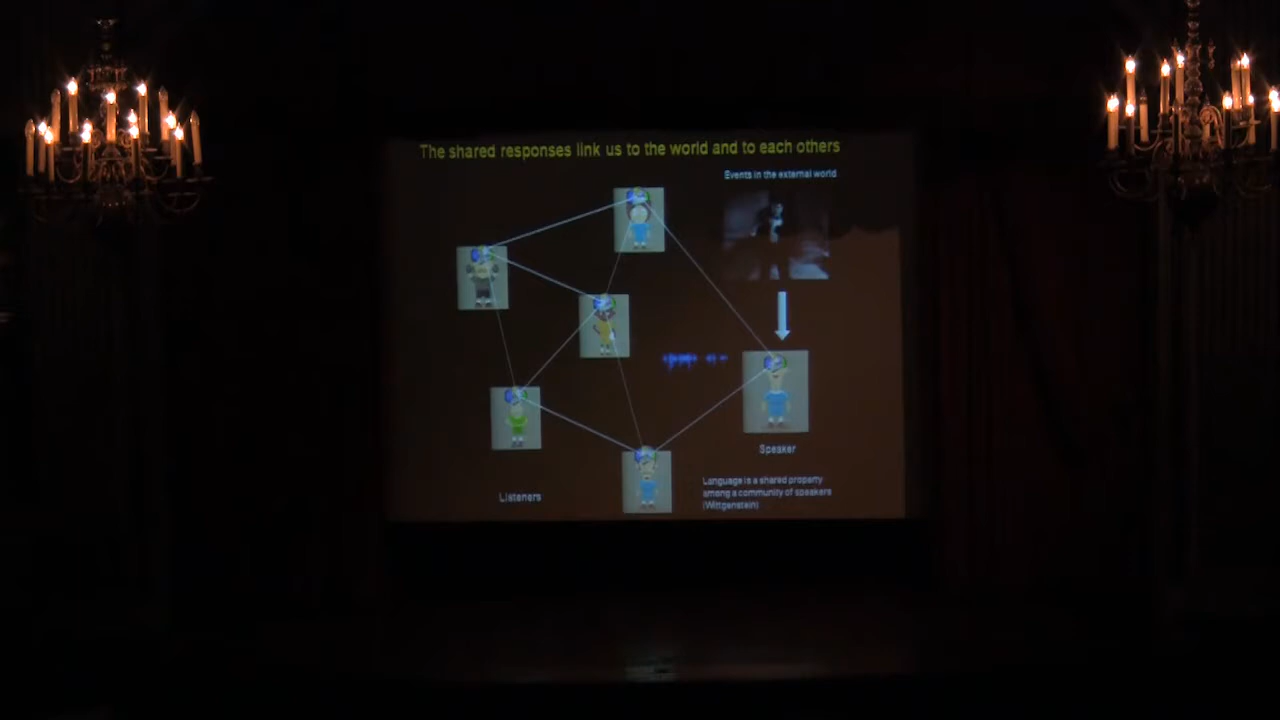 The shared responses link us to the world and to each others
Events in the external world
Speaker
Listeners
Language is a shared property
among a community of speakers
(Wittgenstein)